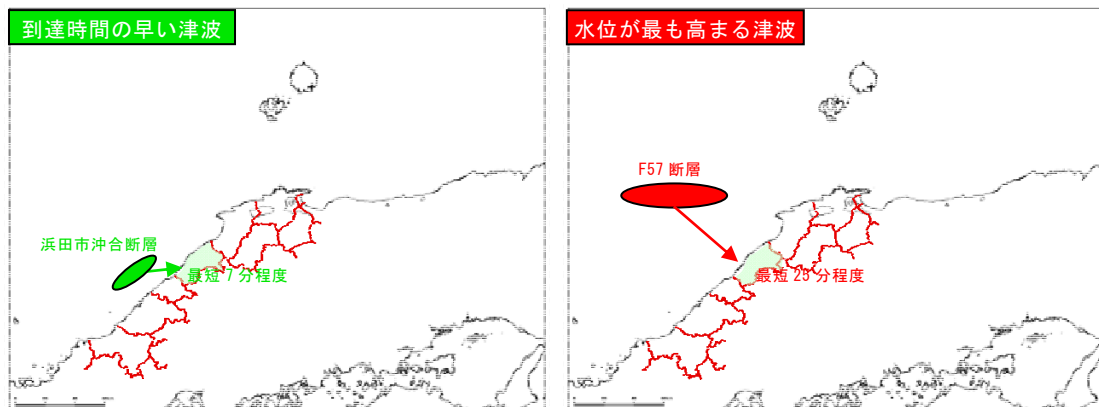 到達時間の早い津波
浜田市沖合断層
最短 7 分程度
水位が最も高まる津波
F57 断層
最短 25 分程度